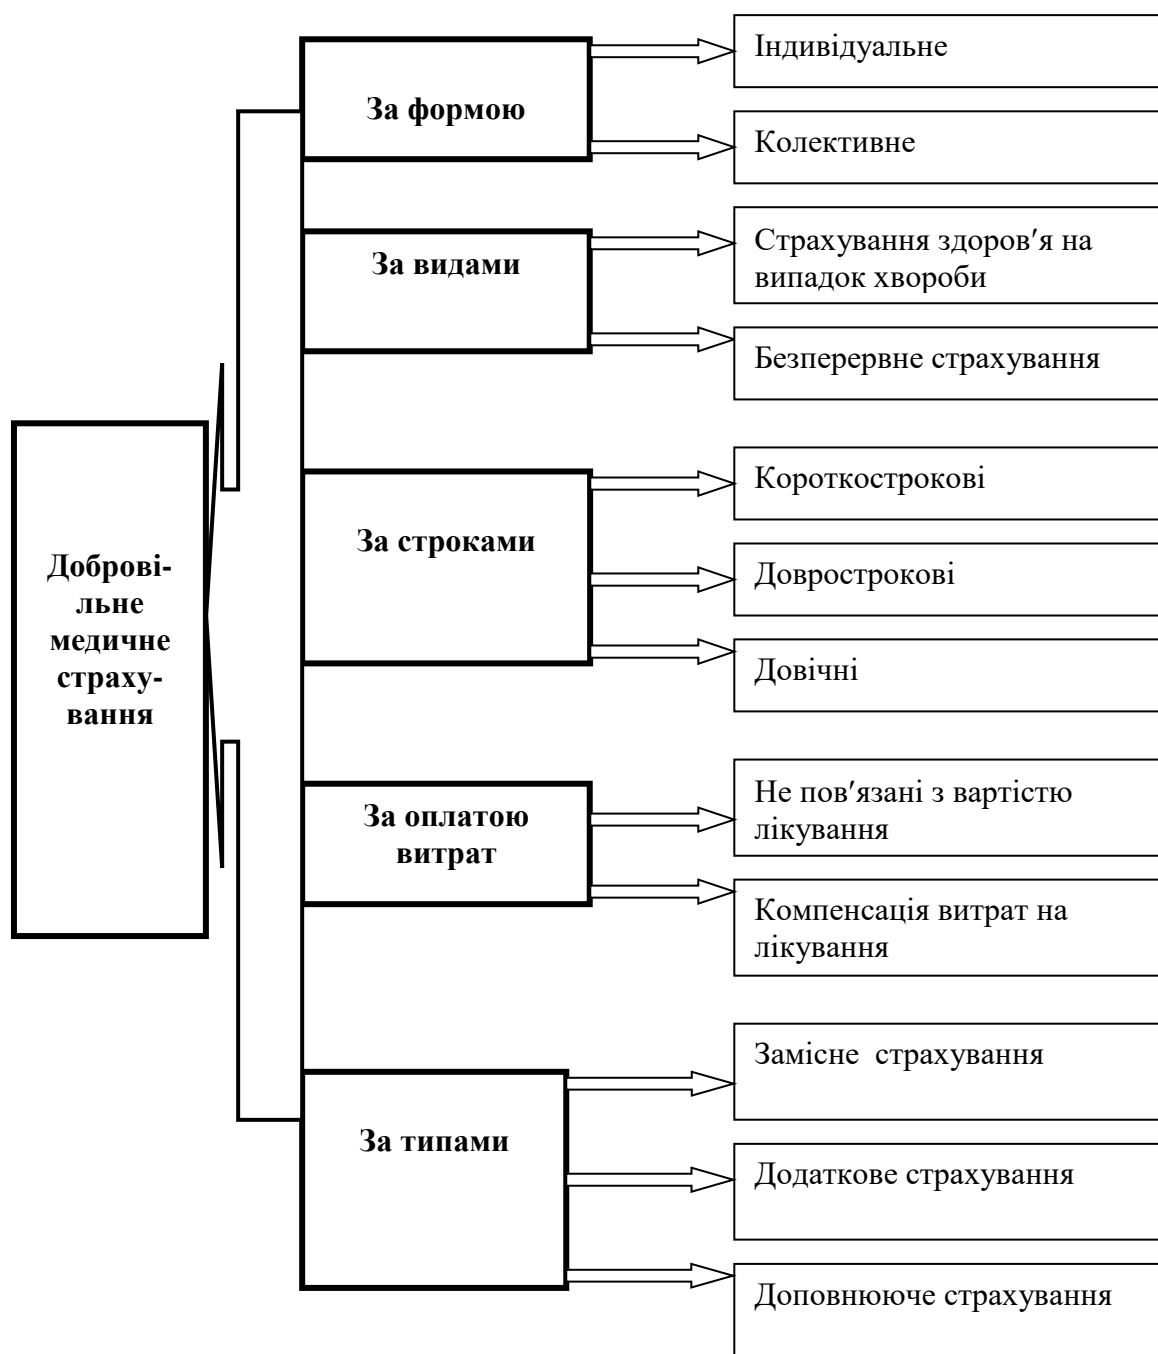 Доброві-
льне
медичне
страху-
вання
За формою
Індивідуальне
Колективне
За видами
Страхування здоров′я на
випадок хвороби
Безперервне страхування
За строками
Короткострокові
Доврострокові
Довічні
За оплатою
витрат
Не пов′язані з вартістю
лікування
Компенсація витрат на
лікування
За типами
Замісне  страхування
Додаткове страхування
Доповнююче страхування